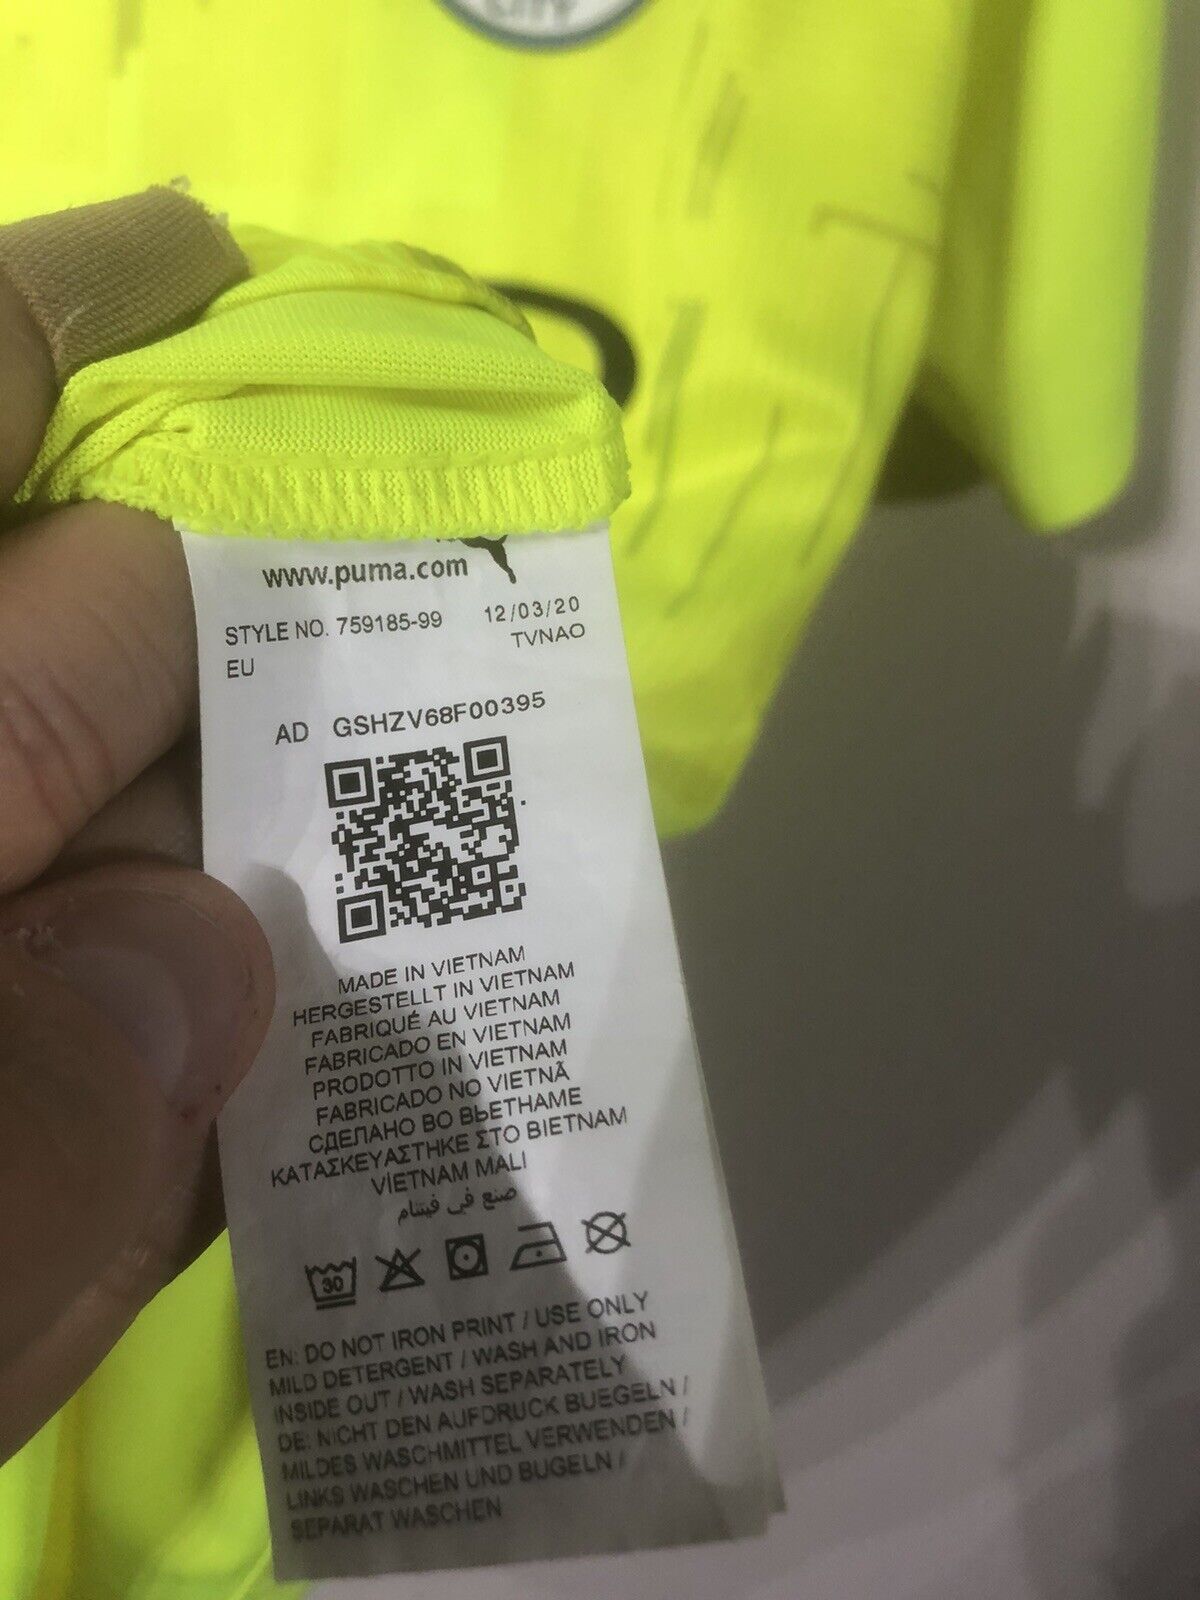 CITY
www.puma.com
STYLE NO. 759185-99 12/03/20
EU TVNAO
AD GSHZV68F00395
MADE IN VIETNAM
HERGESTELLT IN VIETNAM
FABRIQUÉ AU VIETNAM
FABRICADO EN VIETNAM
PRODOTTO IN VIETNAM
FABRICADO NO VIETNÃ
СДЕЛАНО ВО ВЬЕТНАМЕ
ΚΑΤΑΣΚΕΥΑΣΤΗΚΕ ΣΤΟ ΒΙΕΤΝΑΜ
VİETNAM MALI
صنع في فيتنام
30
EN: DO NOT IRON PRINT / USE ONLY
MILD DETERGENT / WASH AND IRON
INSIDE OUT / WASH SEPARATELY
DE: NICHT DEN AUFDRUCK BUEGELN /
MILDES WASCHMITTEL VERWENDEN /
LINKS WASCHEN UND BUGELN /
SEPARAT WASCHEN